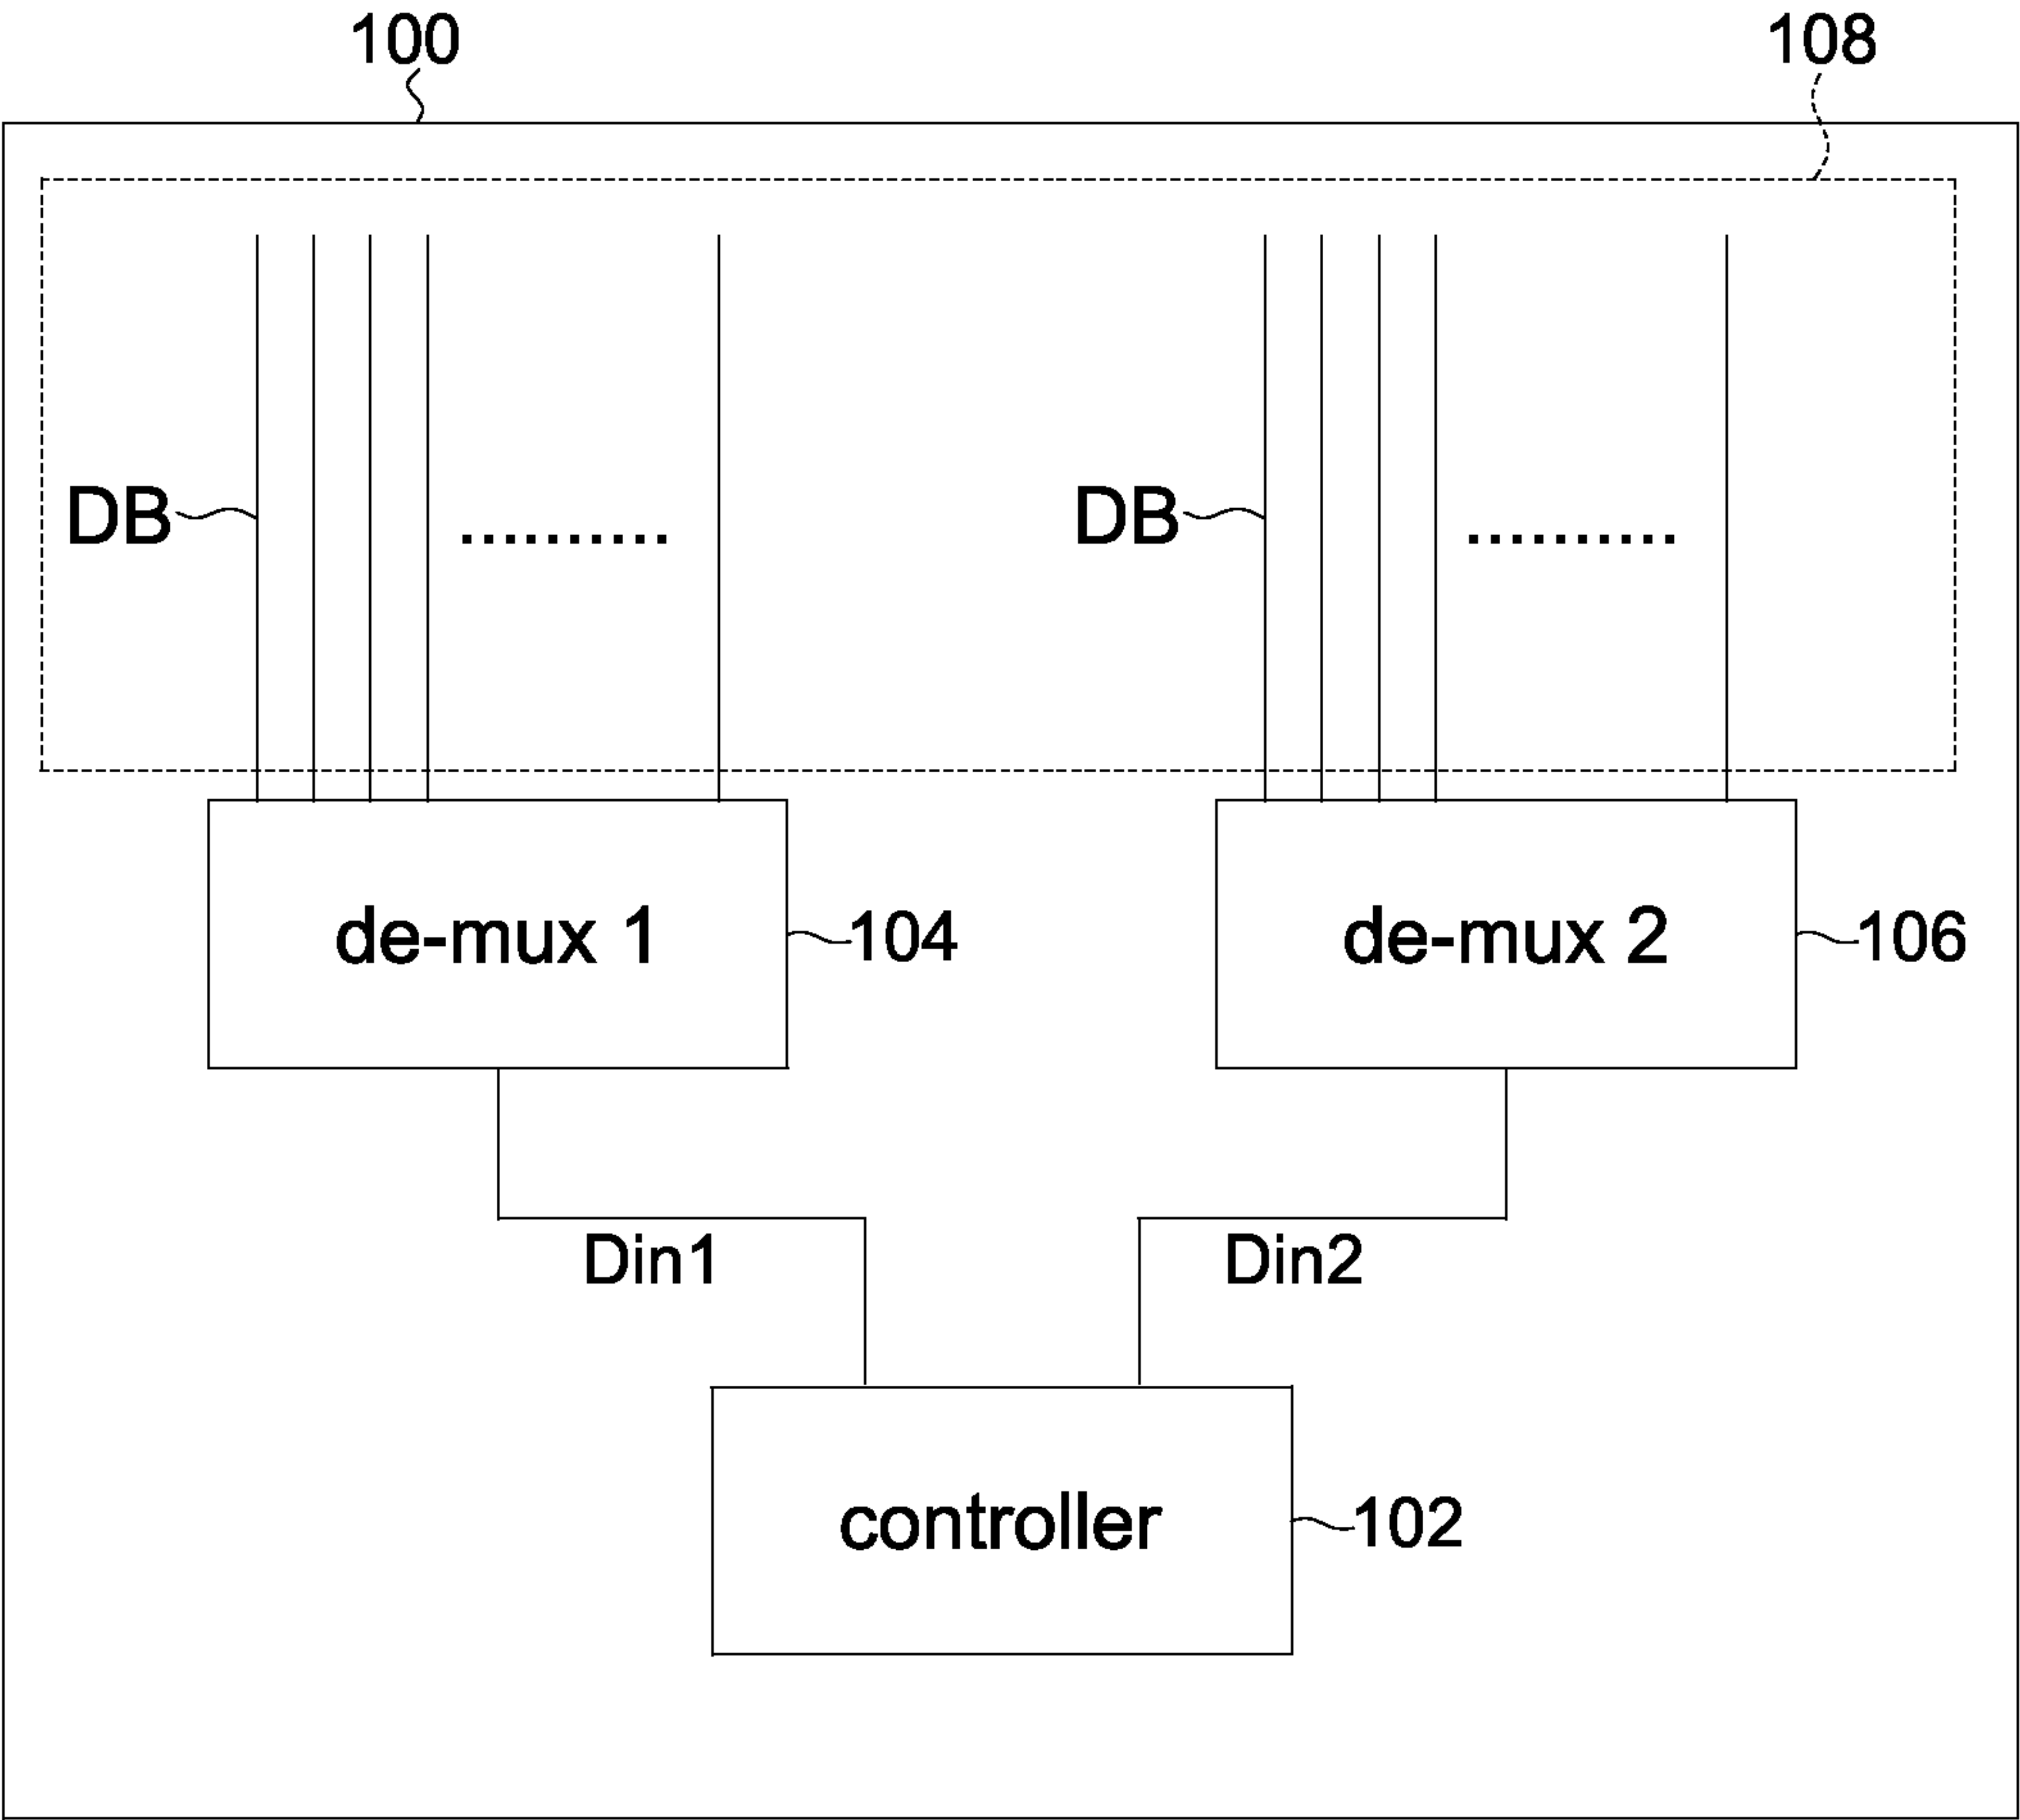 100
108
DB
DB
..........
..........
de-mux 1
104
de-mux 2
106
Din1
Din2
controller
102